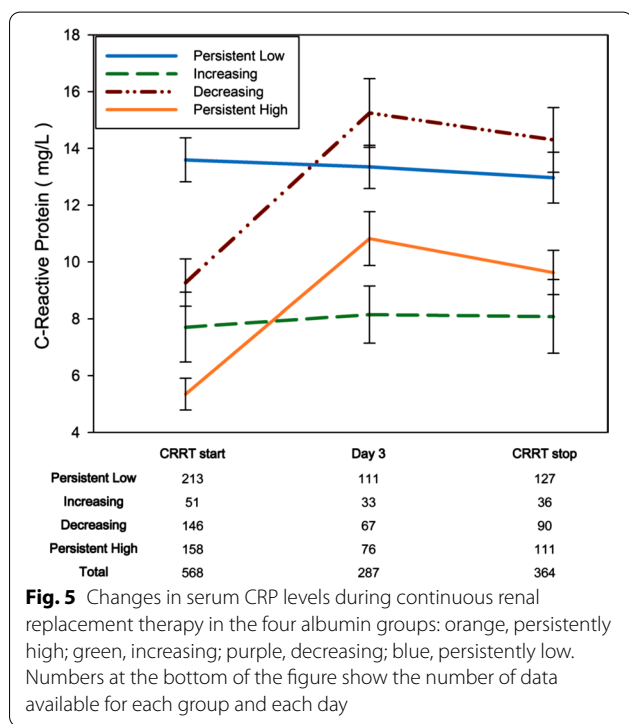 18
16
14
12
10
8
6
4
C-Reactive Protein ( mg/L )
Persistent Low
Increasing
Decreasing
Persistent High
CRRT start Day 3 CRRT stop
Persistent Low 213 111 127
Increasing 51 33 36
Decreasing 146 67 90
Persistent High 158 76 111
Total 568 287 364
Fig. 5 Changes in serum CRP levels during continuous renal
replacement therapy in the four albumin groups: orange, persistently
high; green, increasing; purple, decreasing; blue, persistently low.
Numbers at the bottom of the figure show the number of data
available for each group and each day